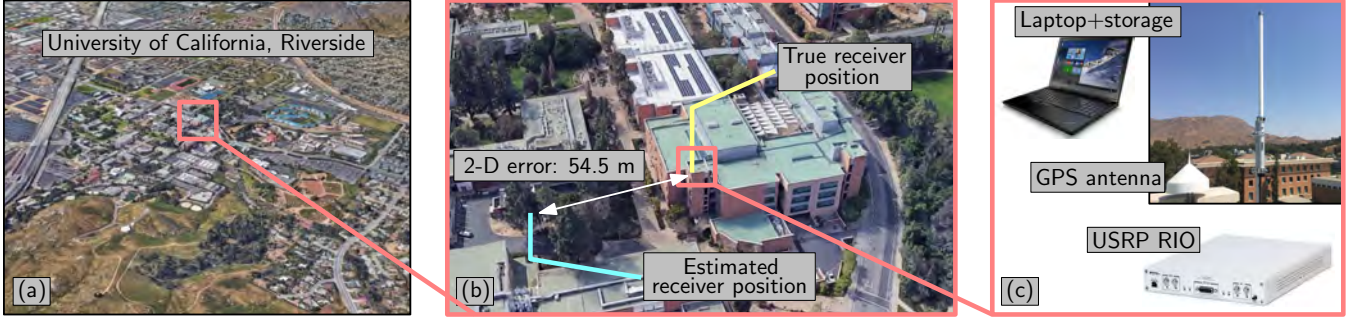 University of California, Riverside
(a)
True receiver
position
2-D error: 54.5 m
Estimated
receiver position
(b)
Laptop+storage
GPS antenna
USRP RIO
(c)